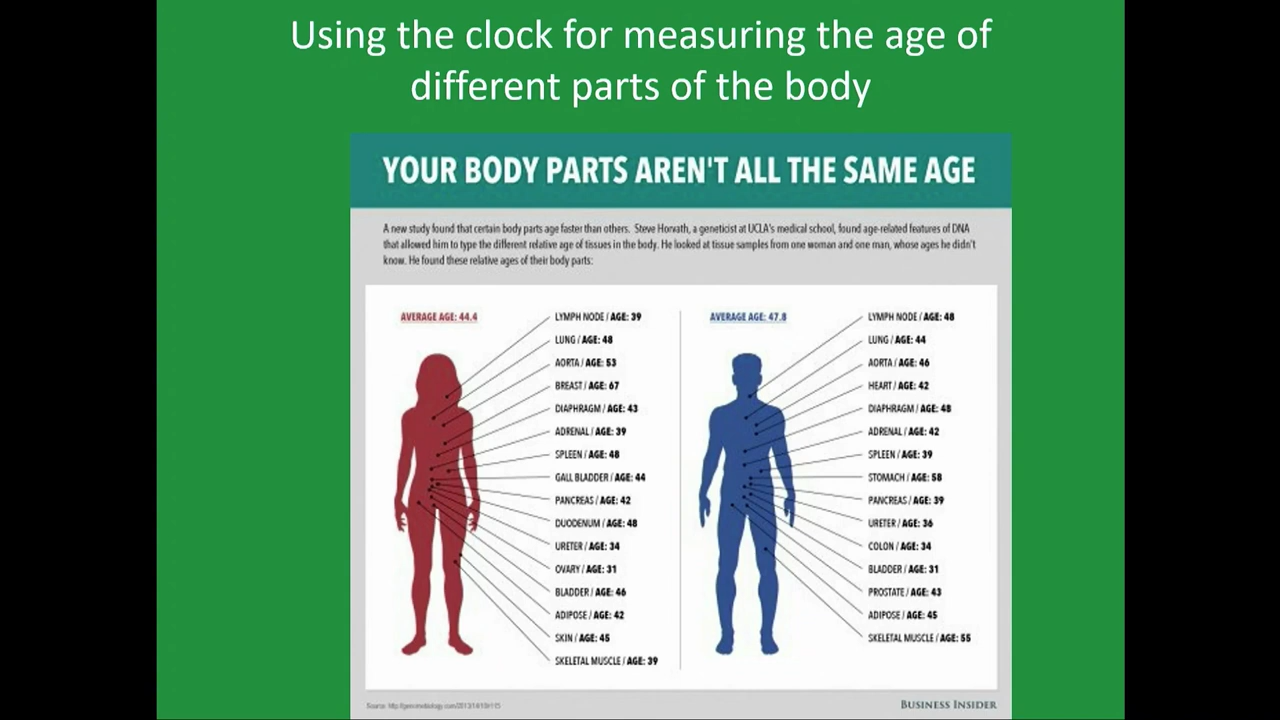 Using the clock for measuring the age of
different parts of the body
YOUR BODY PARTS AREN'T ALL THE SAME AGE
A new study found that certain body parts age faster than others. Steve Horvath, a geneticist at UCLA's medical school, found age-related features of DNA
that allowed him to type the different relative age of tissues in the body. He looked at tissue samples from one woman and one man, whose ages he didn't
know. He found these relative ages of their body parts:
AVERAGE AGE: 44.4
LYMPH NODE / AGE: 39
LUNG / AGE: 48
AORTA / AGE: 53
BREAST / AGE: 67
DIAPHRAGM / AGE: 43
ADRENAL / AGE: 39
SPLEEN / AGE: 48
GALL BLADDER / AGE: 44
PANCREAS / AGE: 42
DUODENUM / AGE: 48
URETER / AGE: 34
OVARY / AGE: 31
BLADDER / AGE: 46
ADIPOSE / AGE: 42
SKIN / AGE: 45
SKELETAL MUSCLE / AGE: 39
AVERAGE AGE: 47.8
LYMPH NODE / AGE: 48
LUNG / AGE: 44
AORTA / AGE: 46
HEART / AGE: 42
DIAPHRAGM / AGE: 48
ADRENAL / AGE: 42
SPLEEN / AGE: 39
STOMACH / AGE: 58
PANCREAS / AGE: 39
URETER / AGE: 36
COLON / AGE: 34
BLADDER / AGE: 31
PROSTATE / AGE: 43
ADIPOSE / AGE: 45
SKELETAL MUSCLE / AGE: 55
Source:
BUSINESS INSIDER